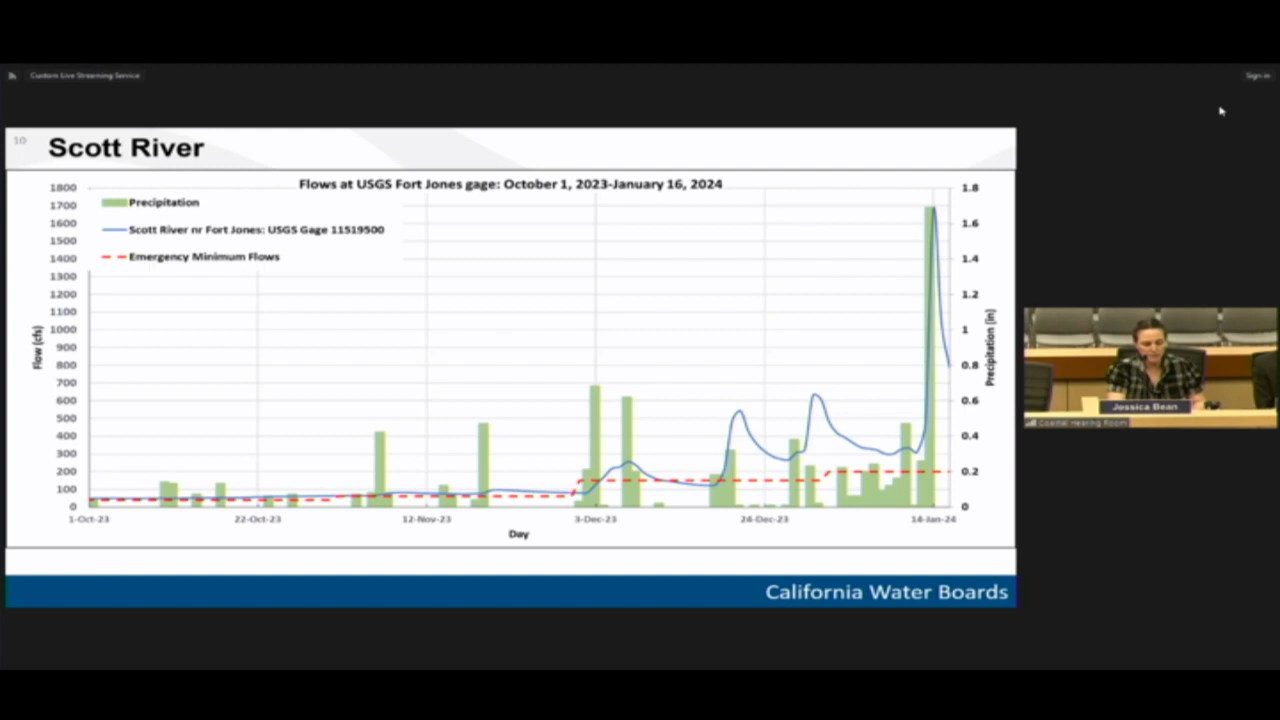 Custom Live Streaming Service
Sign in
10
Scott River
Flows at USGS Fort Jones gage: October 1, 2023-January 16, 2024
Precipitation
Scott River nr Fort Jones: USGS Gage 11519500
Emergency Minimum Flows
1800
1700
1600
1500
1400
1300
1200
1100
1000
900
800
700
600
500
400
300
200
100
0
Flow (cfs)
1.8
1.6
1.4
1.2
1
0.8
0.6
0.4
0.2
0
Precipitation (in)
1-Oct-23
22-Oct-23
12-Nov-23
3-Dec-23
24-Dec-23
14-Jan-24
Day
California Water Boards
Jessica Bean
Coastal Hearing Room